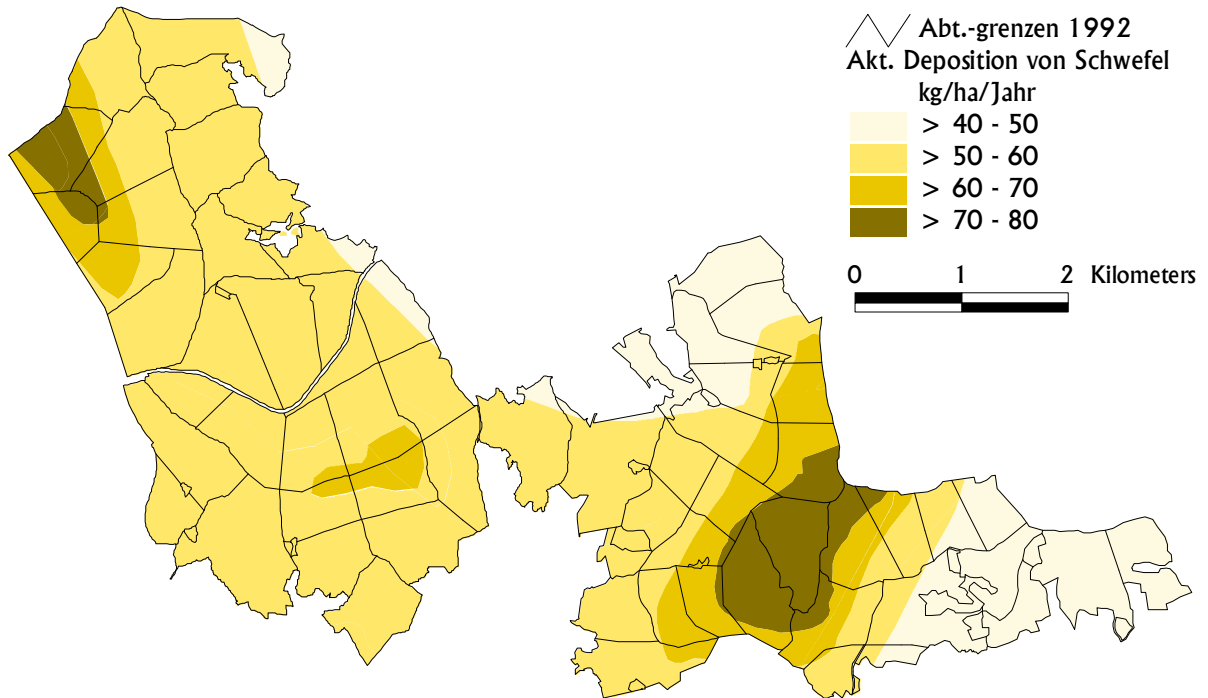 Abt.-grenzen 1992
Akt. Deposition von Schwefel
kg/ha/Jahr
> 40 - 50
> 50 - 60
> 60 - 70
> 70 - 80
0 1 2 Kilometers